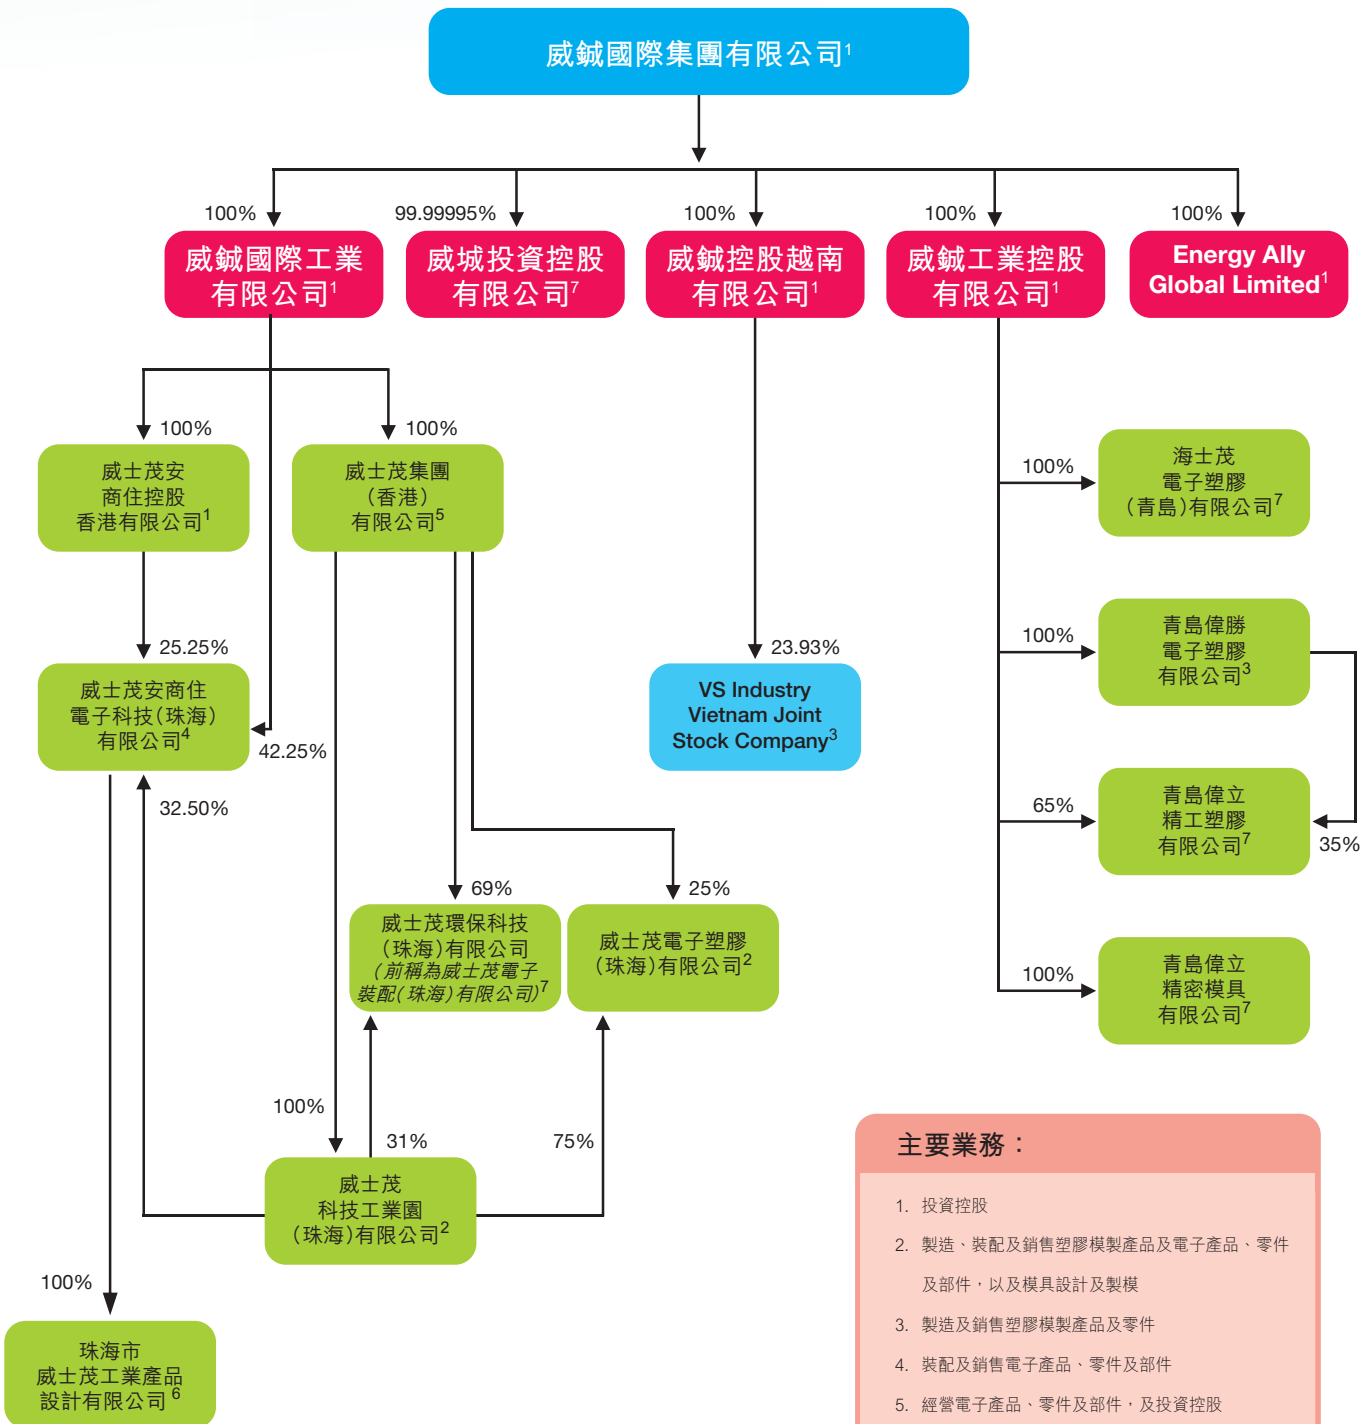 威鋮國際集團有限公司1
100%
99.99995%
100%
100%
100%
威鋮國際工業
有限公司1
威城投資控股
有限公司7
威鋮控股越南
有限公司1
威鋮工業控股
有限公司1
Energy Ally
Global Limited1
100%
100%
威士茂安
商住控股
香港有限公司1
威士茂集團
（香港）
有限公司5
100%
海士茂
電子塑膠
（青島）有限公司7
25.25%
23.93%
100%
青島偉勝
電子塑膠
有限公司3
威士茂安商住
電子科技（珠海）
有限公司4
42.25%
VS Industry
Vietnam Joint
Stock Company3
32.50%
65%
青島偉立
精工塑膠
有限公司7
35%
69%
25%
威士茂環保科技
（珠海）有限公司
（前稱為威士茂電子
裝配（珠海）有限公司）7
威士茂電子塑膠
（珠海）有限公司2
100%
青島偉立
精密模具
有限公司7
100%
31%
75%
威士茂
科技工業園
（珠海）有限公司2
100%
珠海市
威士茂工業產品
設計有限公司6
主要業務：
1. 投資控股
2. 製造、裝配及銷售塑膠模製產品及電子產品、零件
及部件，以及模具設計及製模
3. 製造及銷售塑膠模製產品及零件
4. 裝配及銷售電子產品、零件及部件
5. 經營電子產品、零件及部件，及投資控股